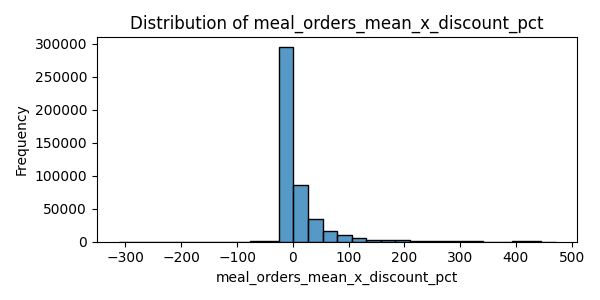 Distribution of meal_orders_mean_x_discount_pct
Frequency
300000
250000
200000
150000
100000
50000
0
−300 −200 −100 0 100 200 300 400 500
meal_orders_mean_x_discount_pct